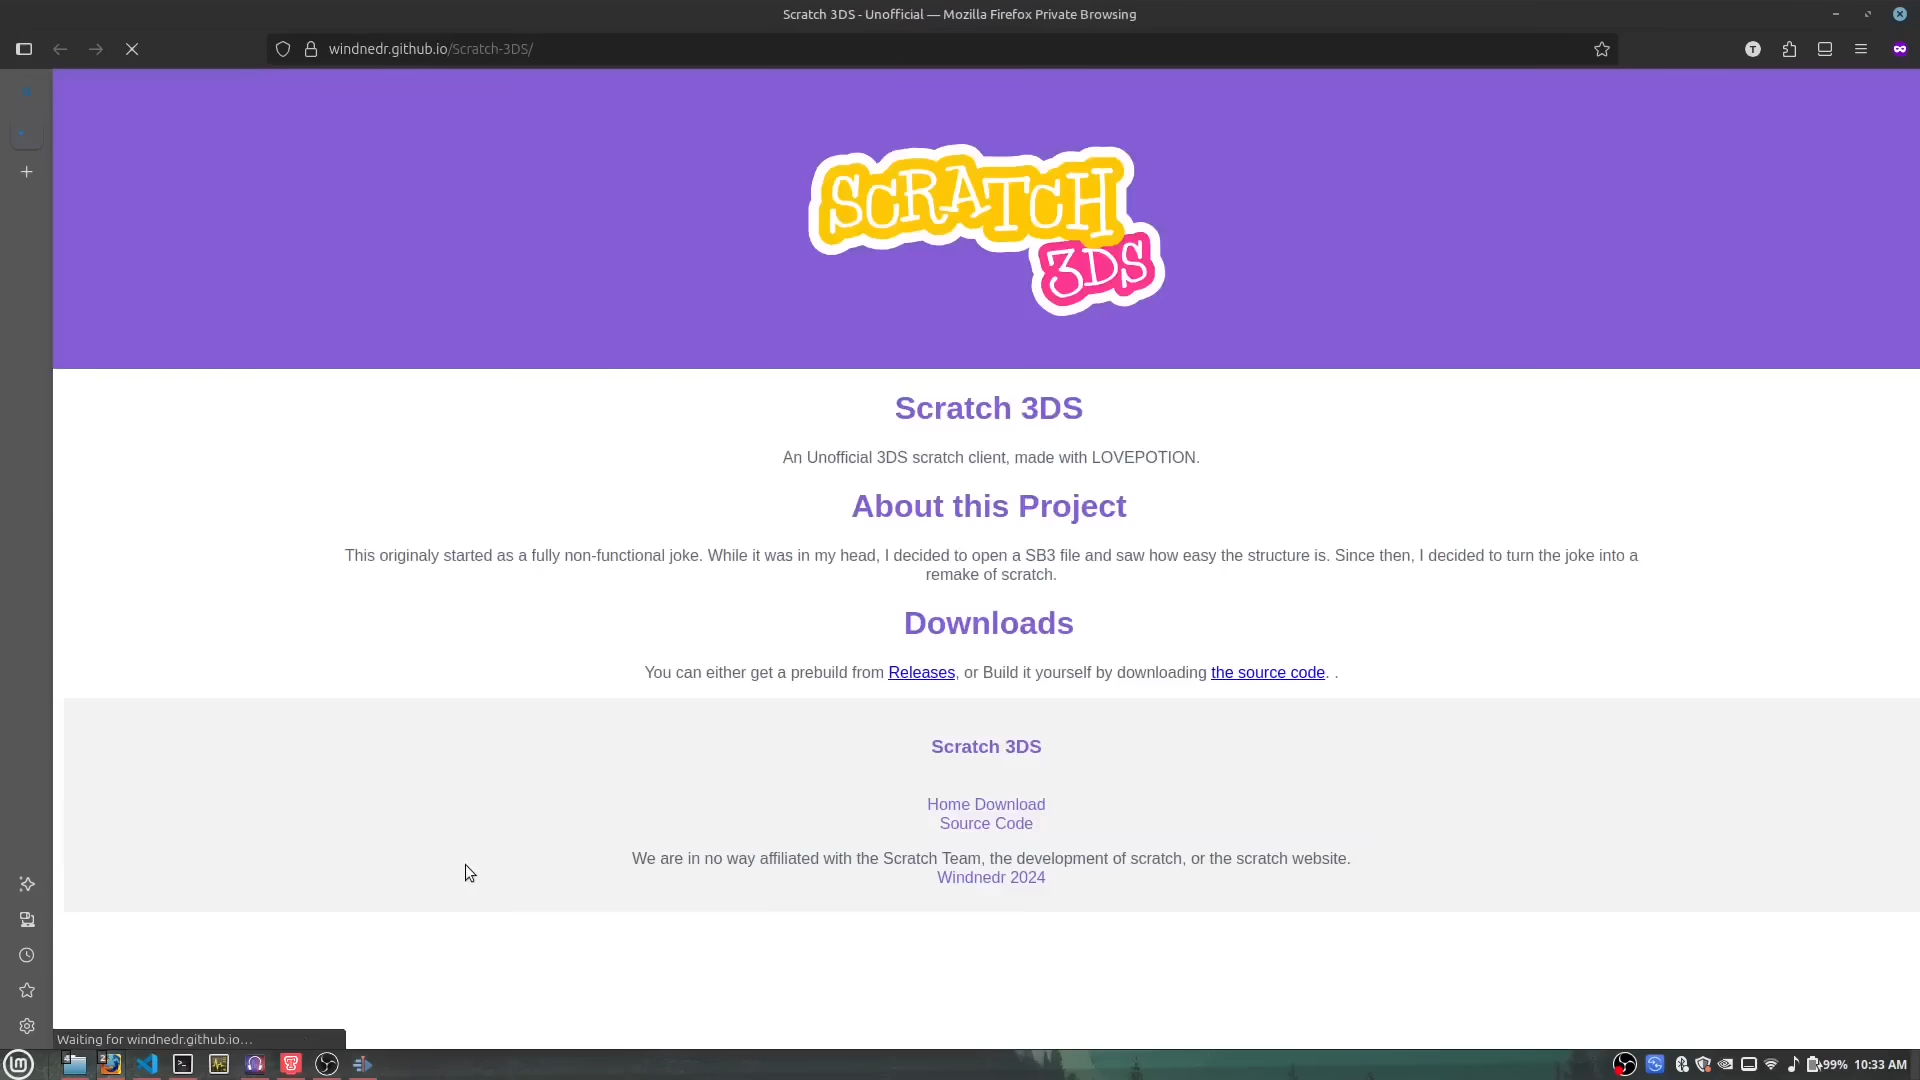 Scratch 3DS - Unofficial — Mozilla Firefox Private Browsing
windnedr.github.io/Scratch-3DS/
SCRATCH
3DS
Scratch 3DS
An Unofficial 3DS scratch client, made with LOVEPOTION.
About this Project
This originaly started as a fully non-functional joke. While it was in my head, I decided to open a SB3 file and saw how easy the structure is. Since then, I decided to turn the joke into a
remake of scratch.
Downloads
You can either get a prebuild from Releases, or Build it yourself by downloading the source code. .
Scratch 3DS
Home Download
Source Code
We are in no way affiliated with the Scratch Team, the development of scratch, or the scratch website.
Windnedr 2024
Waiting for windnedr.github.io…
99% 10:33 AM